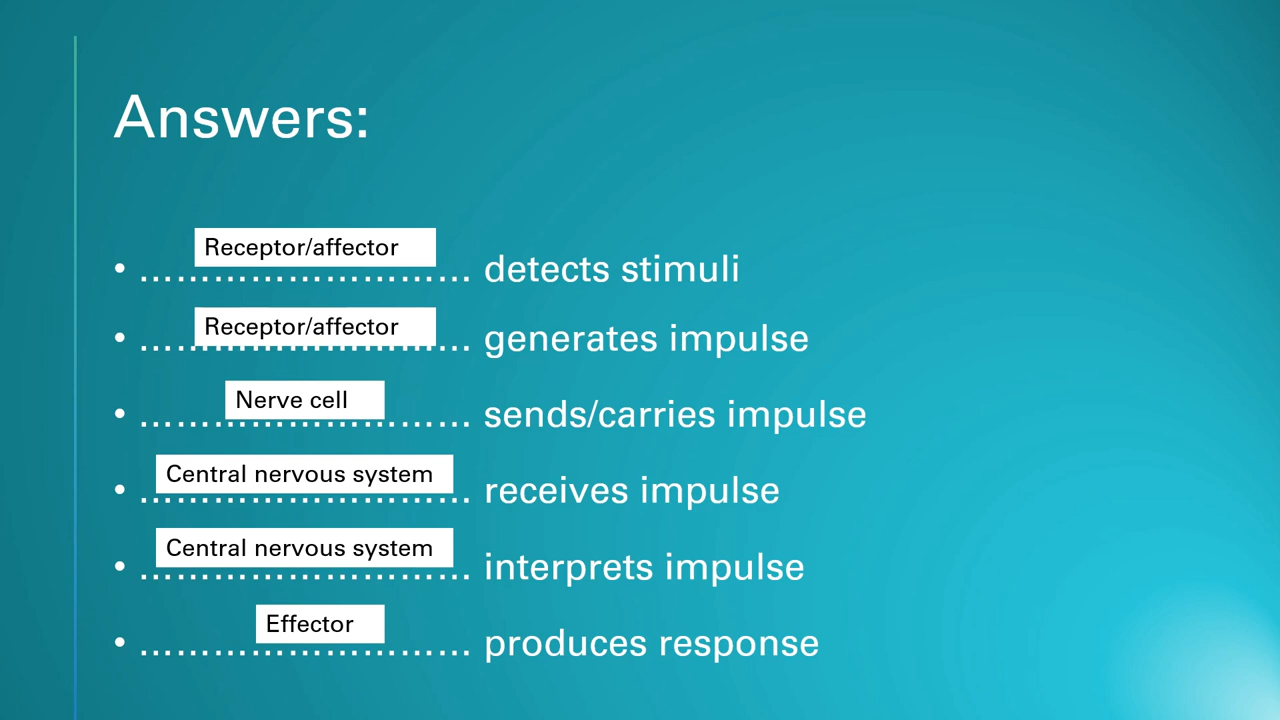 Answers:
• Receptor/affector ........................... detects stimuli
• Receptor/affector ........................... generates impulse
• Nerve cell ........................... sends/carries impulse
• Central nervous system ........................... receives impulse
• Central nervous system ........................... interprets impulse
• Effector ........................... produces response